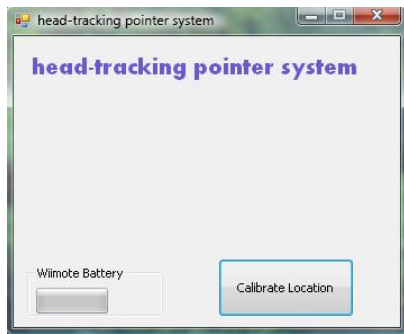 head-tracking pointer system
head-tracking pointer system
Wiimote Battery
Calibrate Location